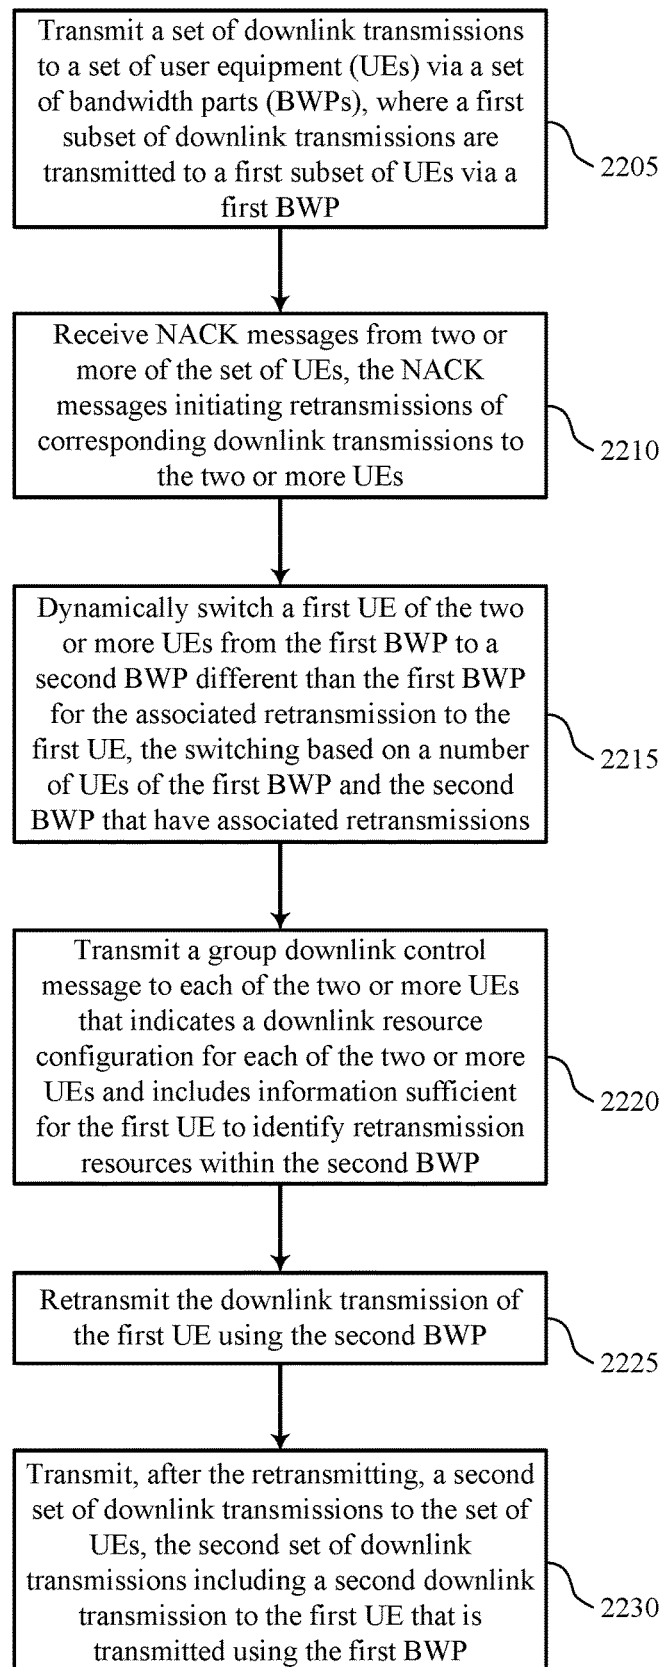 Transmit a set of downlink transmissions
to a set of user equipment (UEs) via a set
of bandwidth parts (BWPs), where a first
subset of downlink transmissions are
transmitted to a first subset of UEs via a
first BWP
2205
Receive NACK messages from two or
more of the set of UEs, the NACK
messages initiating retransmissions of
corresponding downlink transmissions to
the two or more UEs
2210
Dynamically switch a first UE of the two
or more UEs from the first BWP to a
second BWP different than the first BWP
for the associated retransmission to the
first UE, the switching based on a number
of UEs of the first BWP and the second
BWP that have associated retransmissions
2215
Transmit a group downlink control
message to each of the two or more UEs
that indicates a downlink resource
configuration for each of the two or more
UEs and includes information sufficient
for the first UE to identify retransmission
resources within the second BWP
2220
Retransmit the downlink transmission of
the first UE using the second BWP
2225
Transmit, after the retransmitting, a second
set of downlink transmissions to the set of
UEs, the second set of downlink
transmissions including a second downlink
transmission to the first UE that is
transmitted using the first BWP
2230